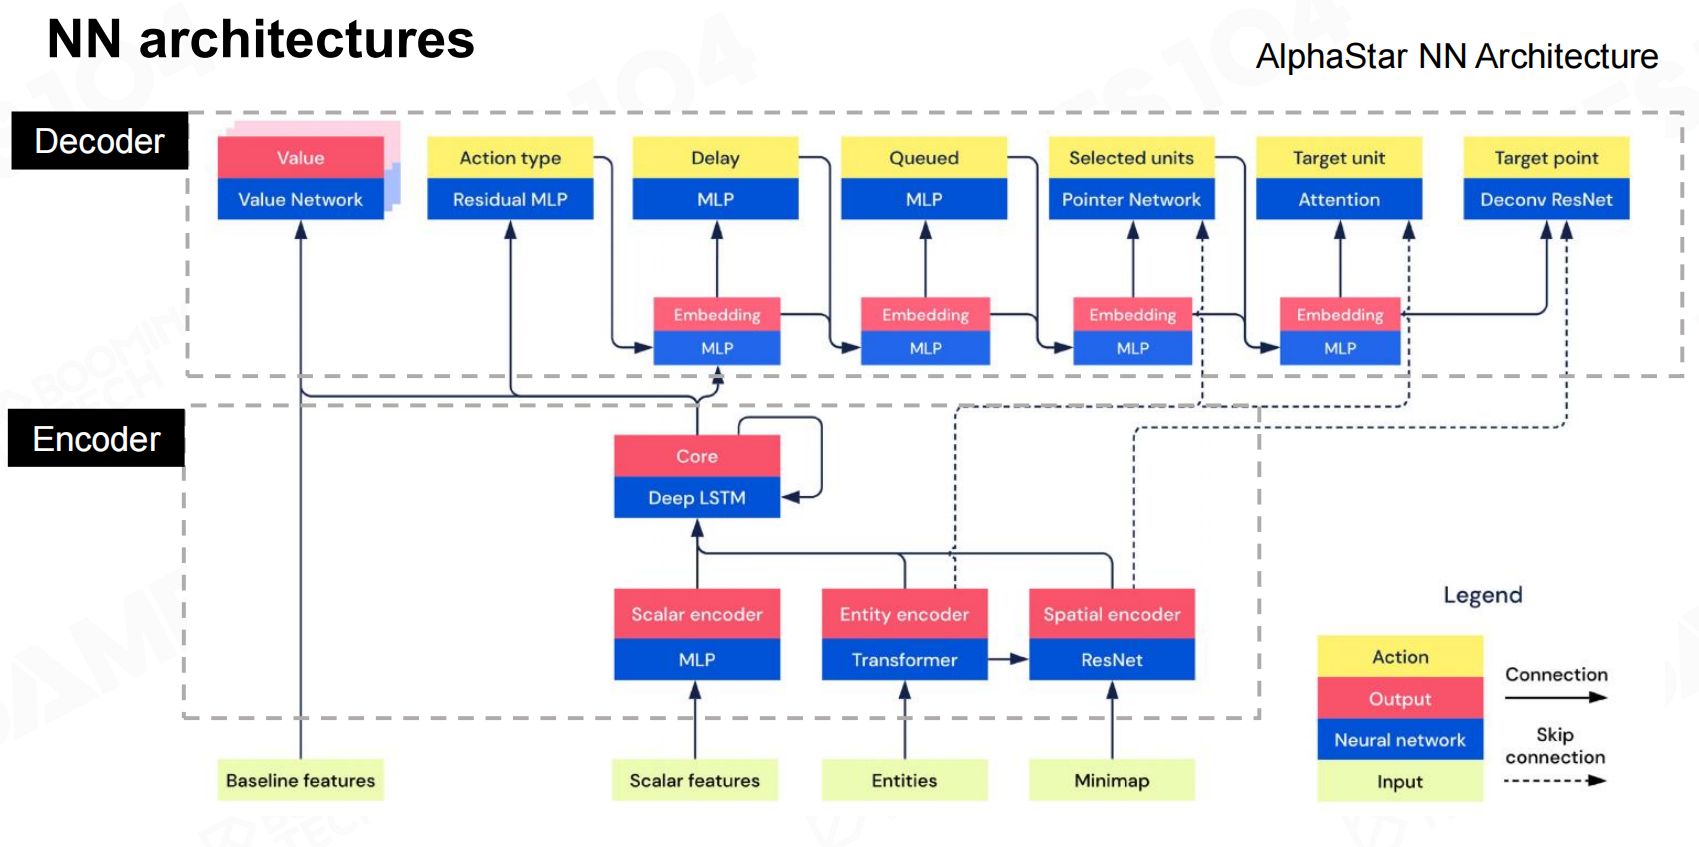 NN architectures
AlphaStar NN Architecture
Decoder
Value
Value Network
Action type
Residual MLP
Delay
MLP
Queued
MLP
Selected units
Pointer Network
Target unit
Attention
Target point
Deconv ResNet
Embedding
MLP
Embedding
MLP
Embedding
MLP
Embedding
MLP
Encoder
Core
Deep LSTM
Scalar encoder
MLP
Entity encoder
Transformer
Spatial encoder
ResNet
Baseline features
Scalar features
Entities
Minimap
Legend
Action
Output
Neural network
Input
Connection
Skip
connection
BOOMIN
TECH